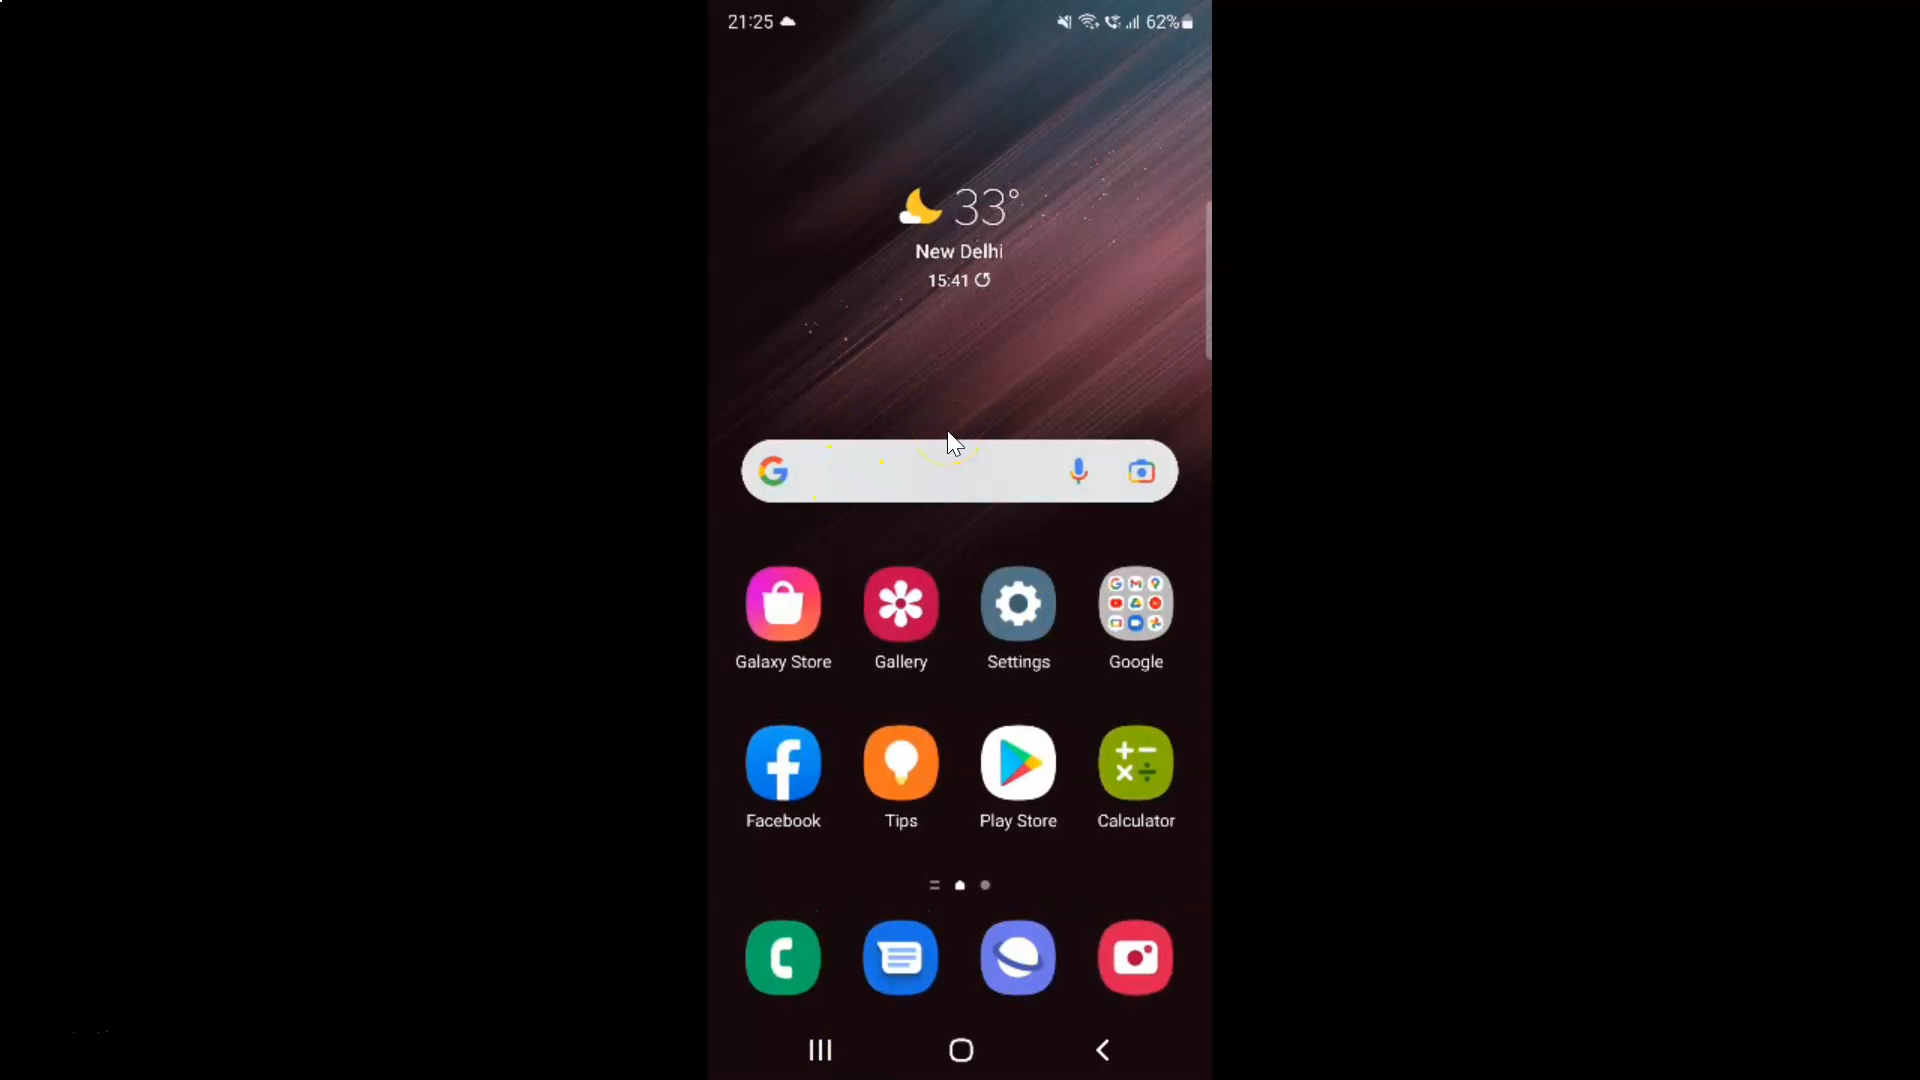 21:25
62%
33°
New Delhi
15:41
Galaxy Store
Gallery
Settings
Google
Facebook
Tips
Play Store
Calculator